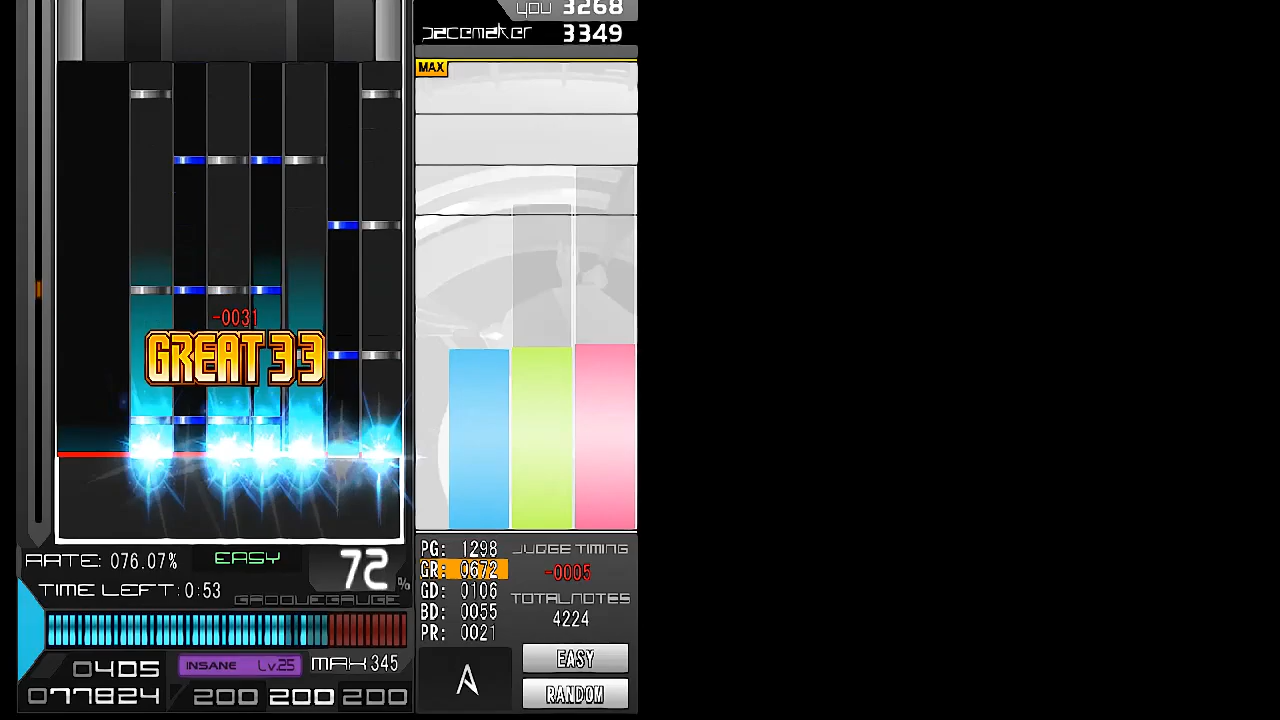 you 3268
pacemaker 3349
MAX
-0031
GREAT 33
RATE: 076.07% EASY 72%
TIME LEFT: 0:53
GROOVEGAUGE
0405 INSANE Lv.25 MAX 345
077824 200 200 200
PG: 1298 JUDGE TIMING
GR: 0672 -0005
GD: 0106 TOTALNOTES
BD: 0055 4224
PR: 0021
A
EASY
RANDOM